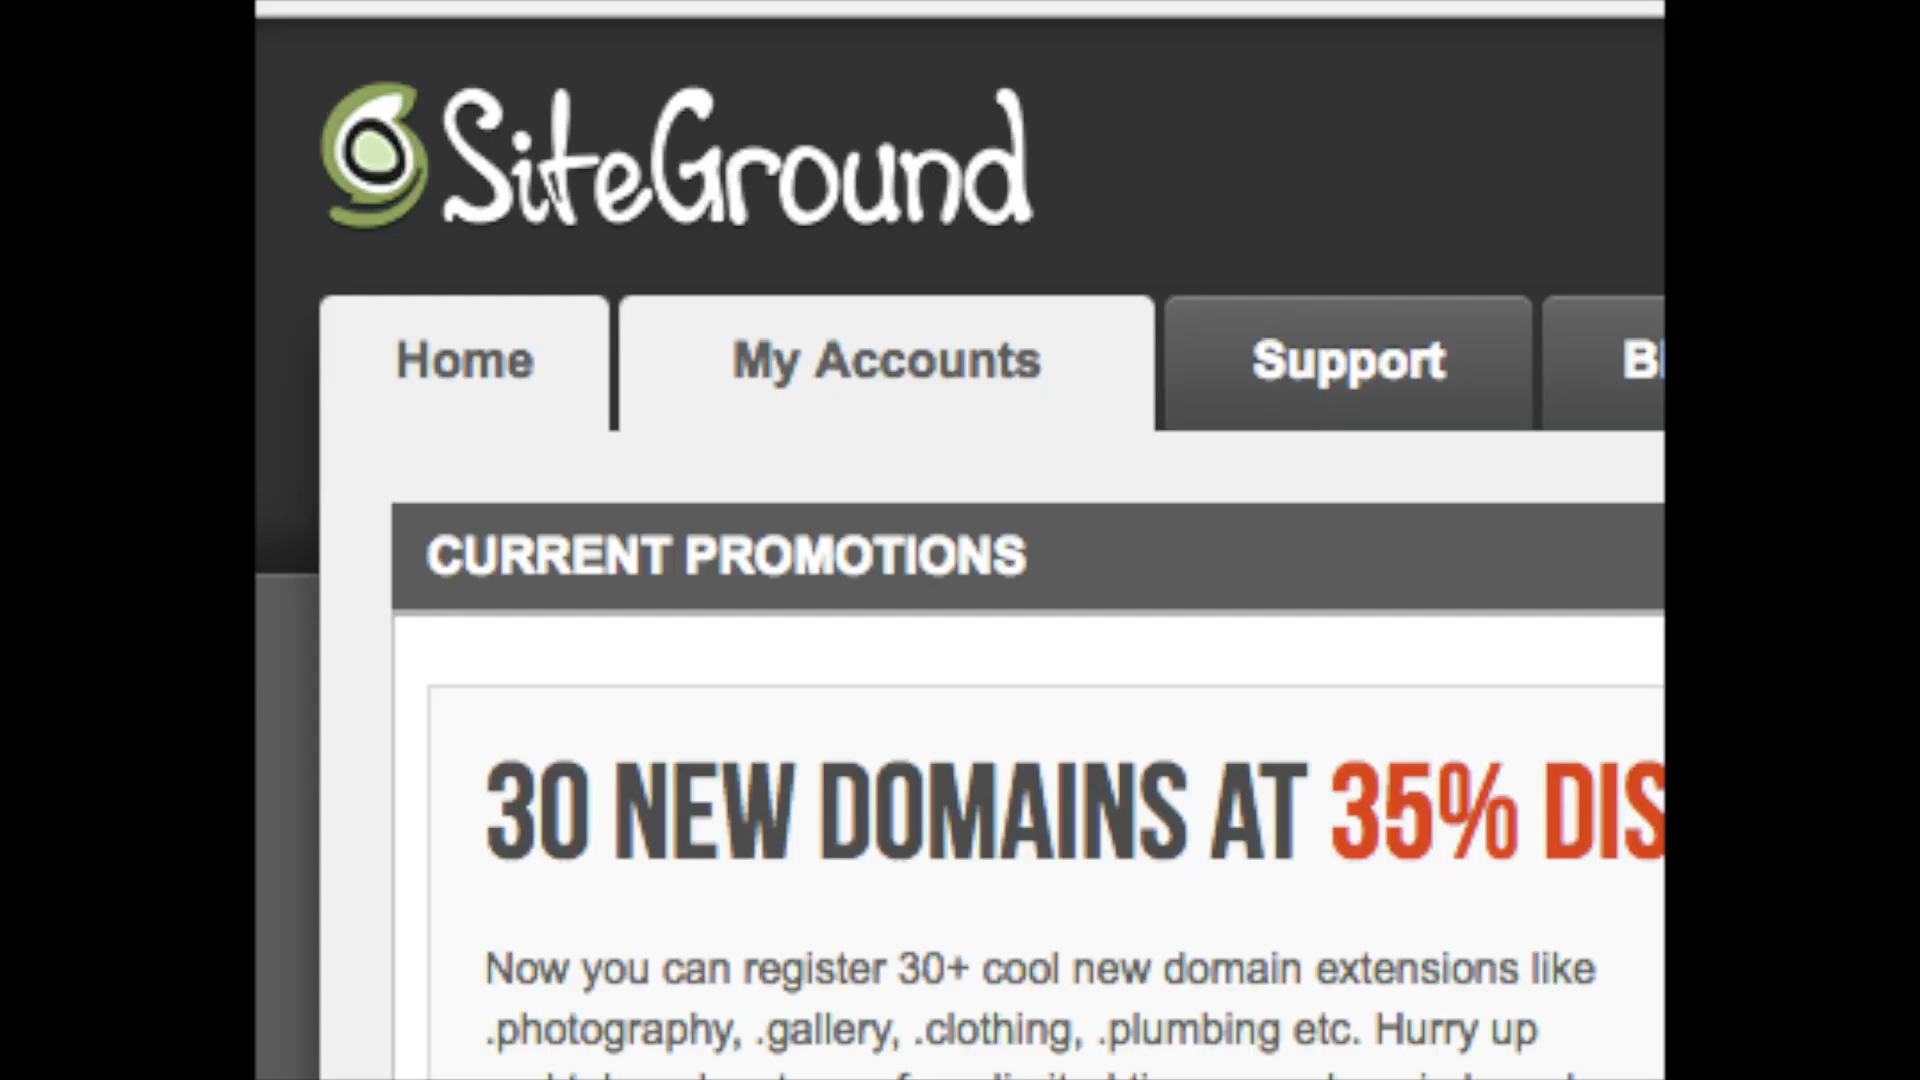 SiteGround
Home
My Accounts
Support
CURRENT PROMOTIONS
30 NEW DOMAINS AT 35%
Now you can register 30+ cool new domain extensions like
.photography, .gallery, .clothing, .plumbing etc. Hurry up